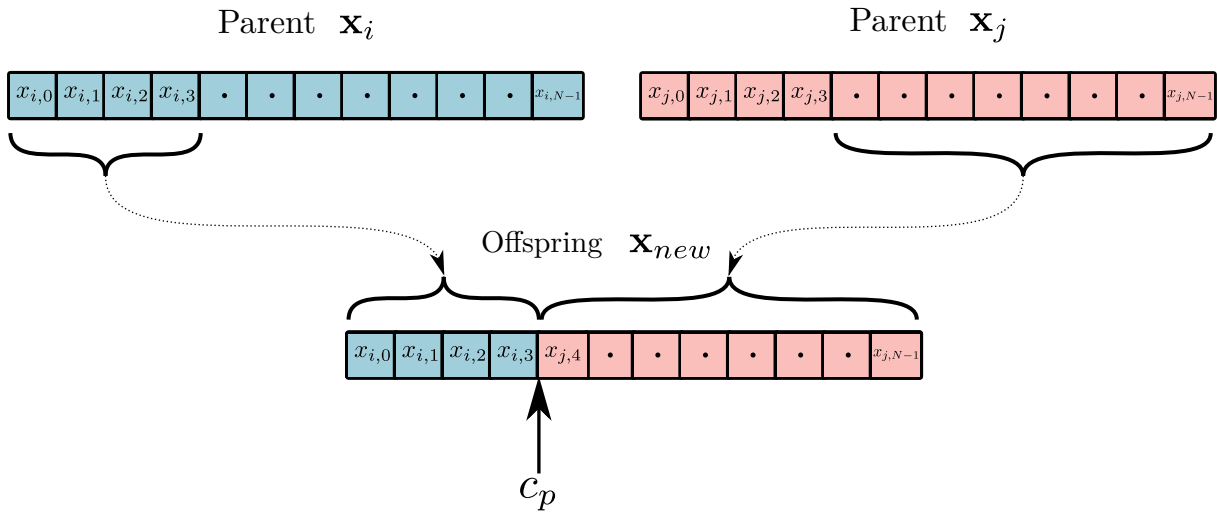 Parent x_i
Parent x_j
x_{i,0} x_{i,1} x_{i,2} x_{i,3} · · · · · · · x_{i,N−1}
x_{j,0} x_{j,1} x_{j,2} x_{j,3} · · · · · · · x_{j,N−1}
Offspring x_{new}
x_{i,0} x_{i,1} x_{i,2} x_{i,3} x_{j,4} · · · · · · x_{j,N−1}
c_p